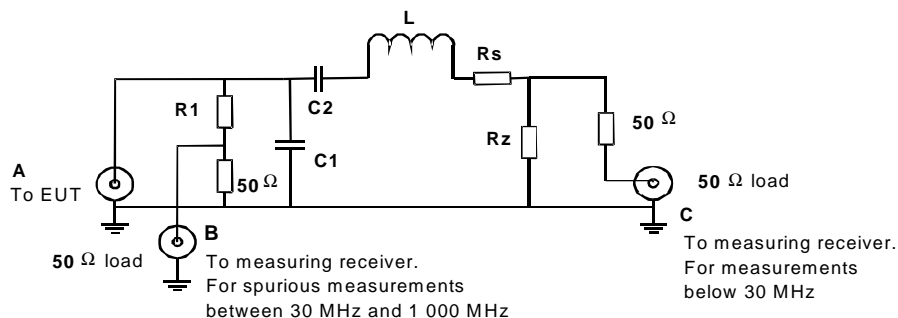 L
Rs
C2
R1
50 Ω
Rz
C1
A
To EUT
50 Ω
50 Ω load
B
C
50 Ω load
To measuring receiver.
For spurious measurements
between 30 MHz and 1 000 MHz
To measuring receiver.
For measurements
below 30 MHz